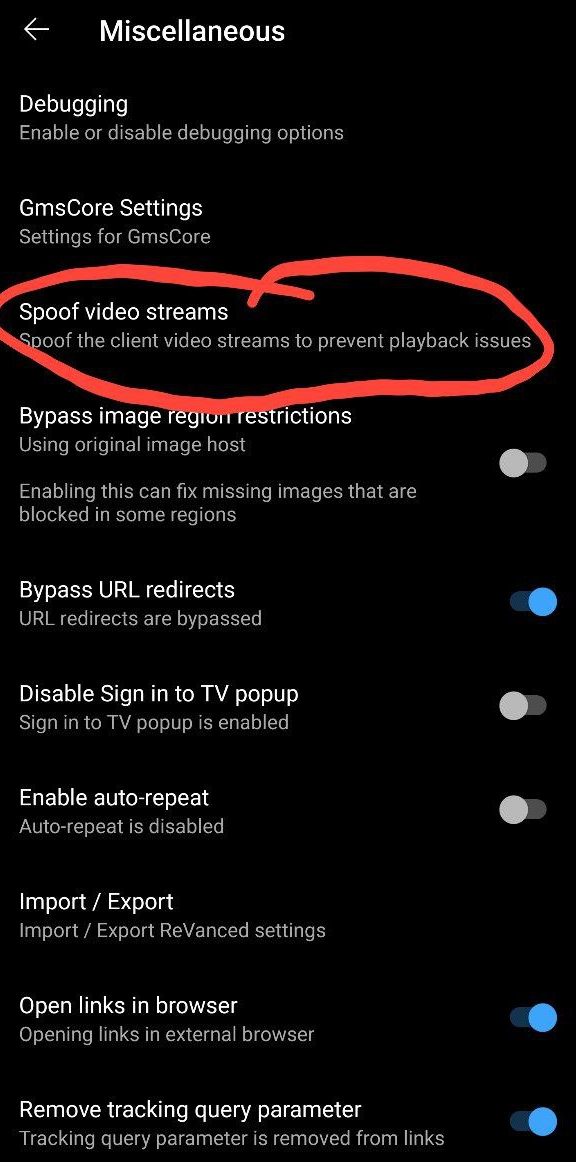 Miscellaneous
Debugging
Enable or disable debugging options
GmsCore Settings
Settings for GmsCore
Spoof video streams
Spoof the client video streams to prevent playback issues
Bypass image region restrictions
Using original image host
Enabling this can fix missing images that are
blocked in some regions
Bypass URL redirects
URL redirects are bypassed
Disable Sign in to TV popup
Sign in to TV popup is enabled
Enable auto-repeat
Auto-repeat is disabled
Import / Export
Import / Export ReVanced settings
Open links in browser
Opening links in external browser
Remove tracking query parameter
Tracking query parameter is removed from links